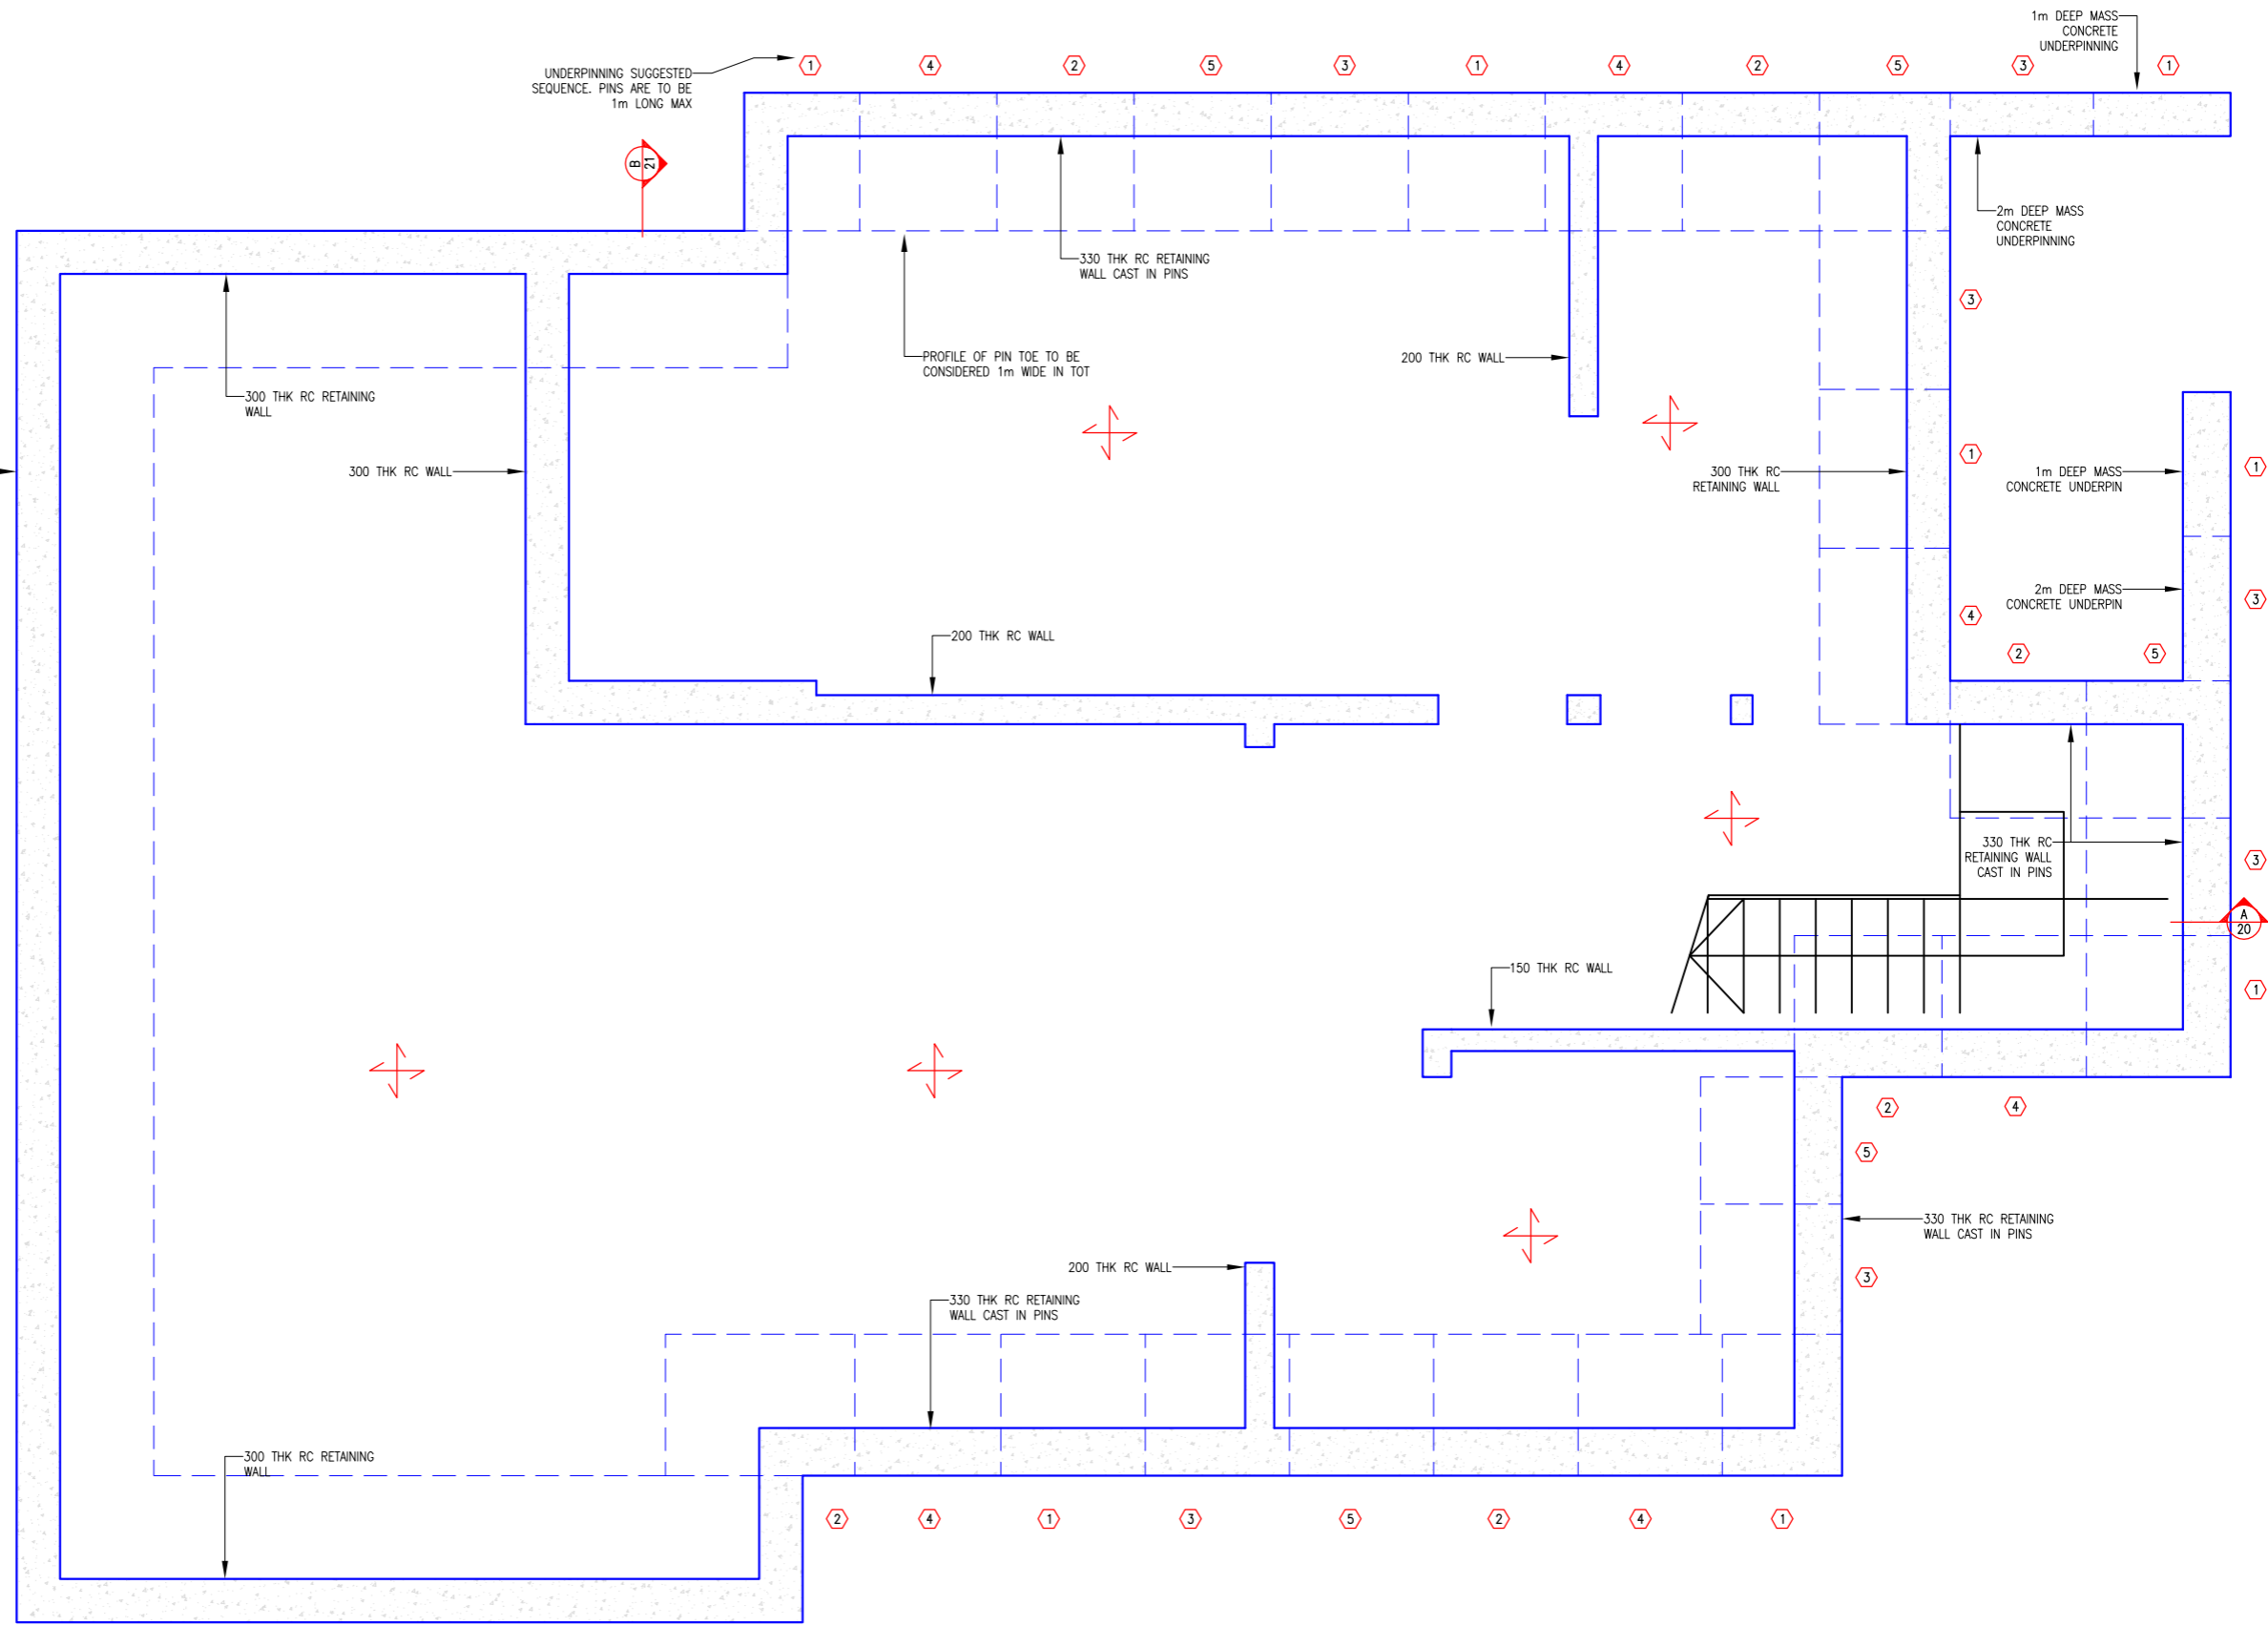 1m DEEP MASS
CONCRETE
UNDERPINNING
UNDERPINNING SUGGESTED
SEQUENCE. PINS ARE TO BE
1m LONG MAX
1
4
2
5
3
1
4
2
5
3
1
B
21
2m DEEP MASS
CONCRETE
UNDERPINNING
330 THK RC RETAINING
WALL CAST IN PINS
3
PROFILE OF PIN TOE TO BE
CONSIDERED 1m WIDE IN TOT
200 THK RC WALL
300 THK RC RETAINING
WALL
1
300 THK RC WALL
300 THK RC
RETAINING WALL
1m DEEP MASS
CONCRETE UNDERPIN
1
2m DEEP MASS
CONCRETE UNDERPIN
3
4
200 THK RC WALL
2
5
330 THK RC
RETAINING WALL
CAST IN PINS
3
A
20
150 THK RC WALL
1
2
4
5
330 THK RC RETAINING
WALL CAST IN PINS
200 THK RC WALL
3
330 THK RC RETAINING
WALL CAST IN PINS
300 THK RC RETAINING
WALL
2
4
1
3
5
2
4
1